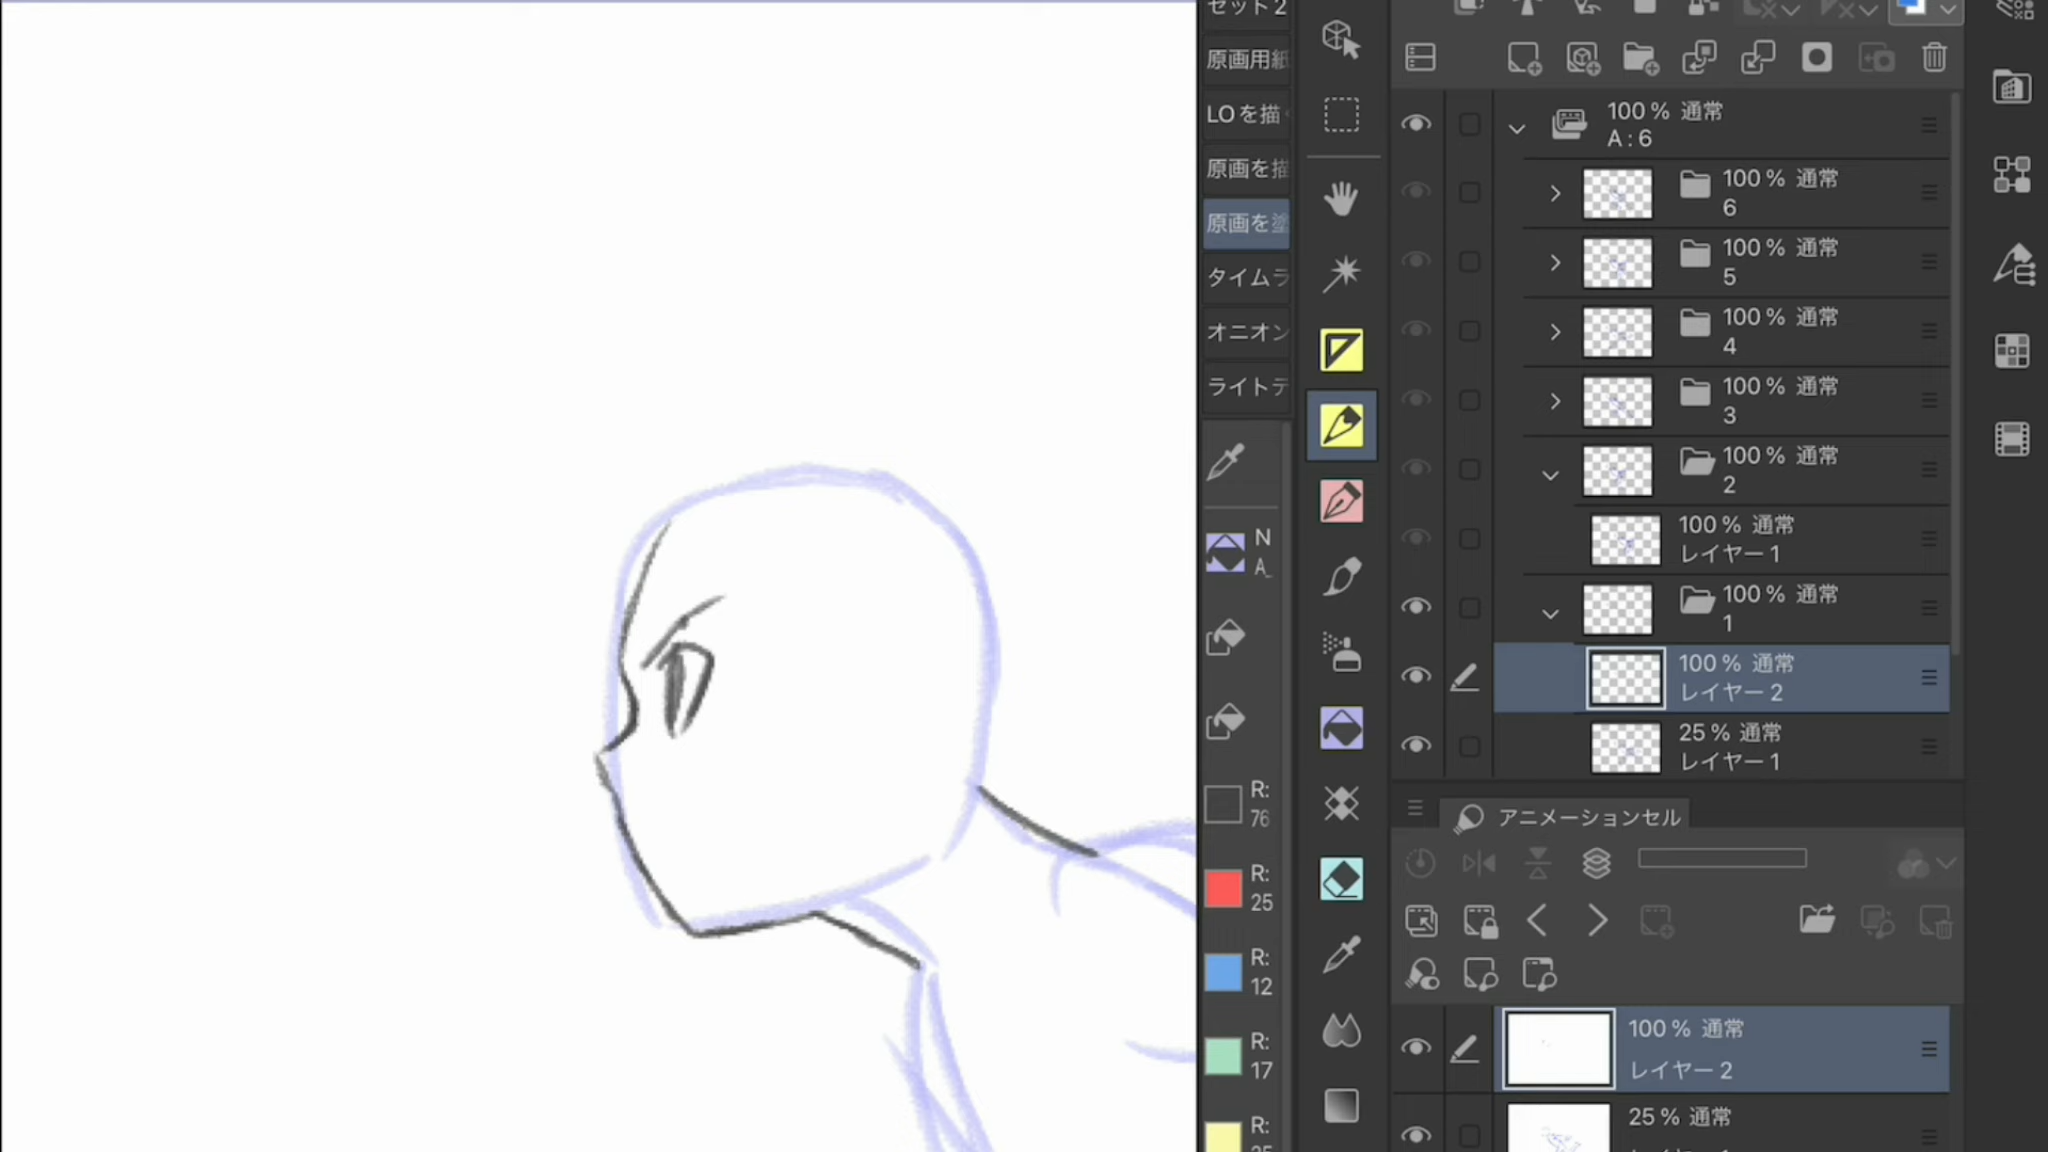 セット2
原画用紙
LOを描
原画を描
原画を塗
タイムラ
オニオン
ライトテ
N
A_
R:
76
R:
25
R:
12
R:
17
R:
100 % 通常
A : 6
100 % 通常
6
100 % 通常
5
100 % 通常
4
100 % 通常
3
100 % 通常
2
100 % 通常
レイヤー 1
100 % 通常
1
100 % 通常
レイヤー 2
25 % 通常
レイヤー 1
アニメーションセル
100 % 通常
レイヤー 2
25 % 通常